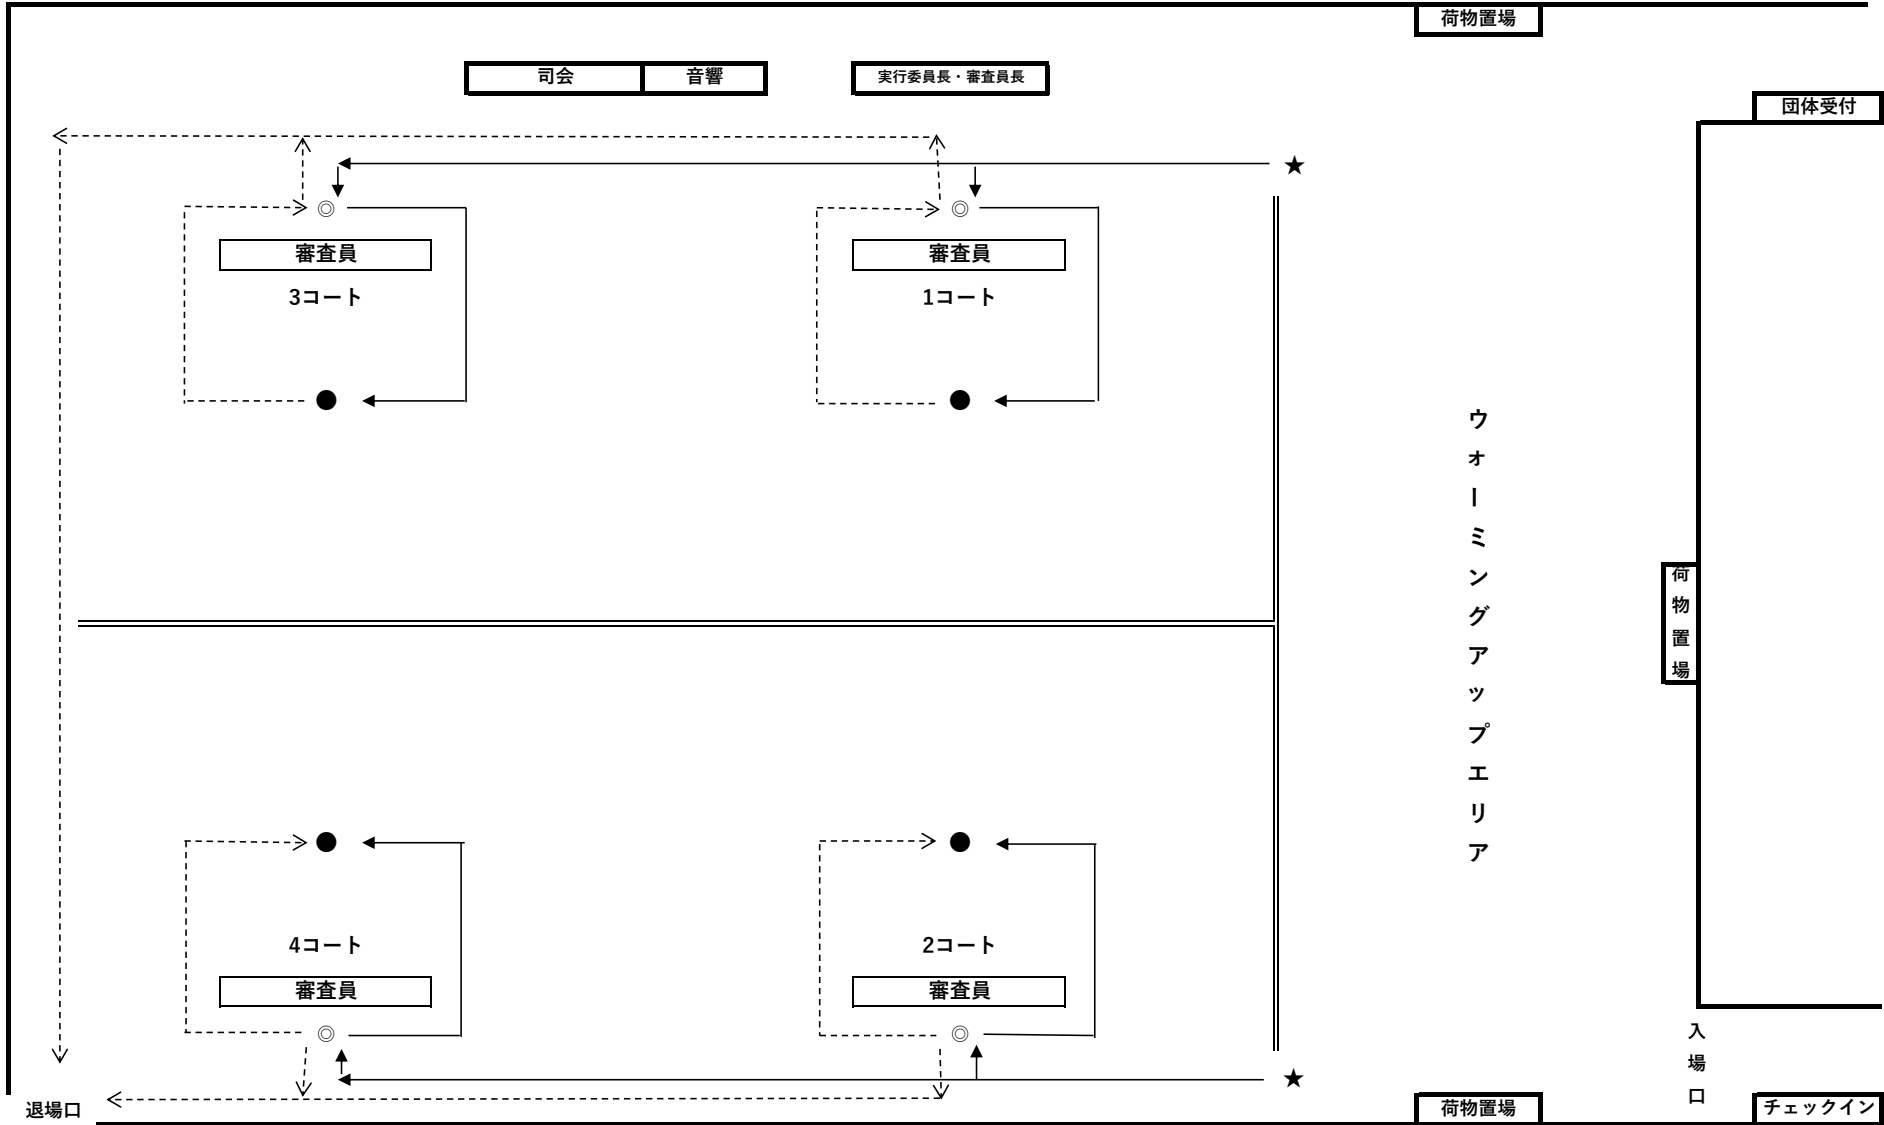 荷物置場
司会
音響
実行委員長・審査員長
団体受付
★
◎
◎
審査員
審査員
3コート
1コート
●
●
ウォーミングアップエリア
荷物置場
●
●
4コート
2コート
審査員
審査員
◎
◎
★
入場口
退場口
荷物置場
チェックイン